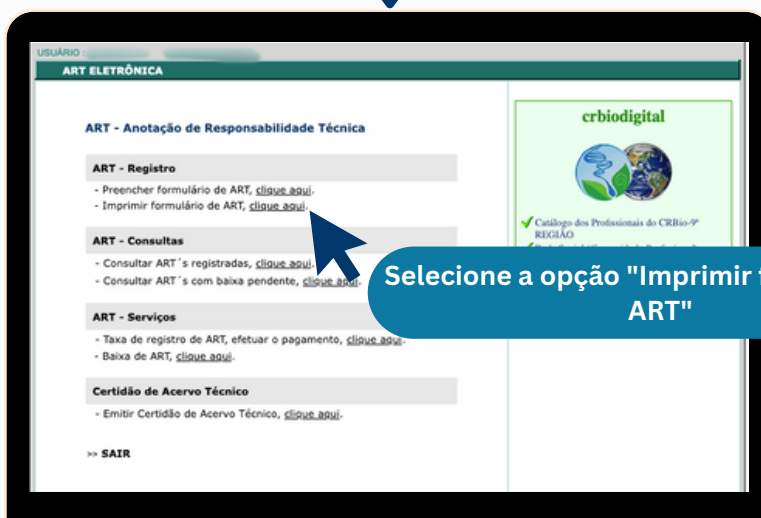 USUÁRIO :
ART ELETRÔNICA
ART - Anotação de Responsabilidade Técnica
ART - Registro
- Preencher formulário de ART, clique aqui.
- Imprimir formulário de ART, clique aqui.
ART - Consultas
- Consultar ART´s registradas, clique aqui.
- Consultar ART´s com baixa pendente, clique aqui.
ART - Serviços
- Taxa de registro de ART, efetuar o pagamento, clique aqui.
- Baixa de ART, clique aqui.
Certidão de Acervo Técnico
- Emitir Certidão de Acervo Técnico, clique aqui.
>> SAIR
crbiodigital
Catálogo dos Profissionais do CRBio-9ª
REGIÃO
Selecione a opção "Imprimir
ART"